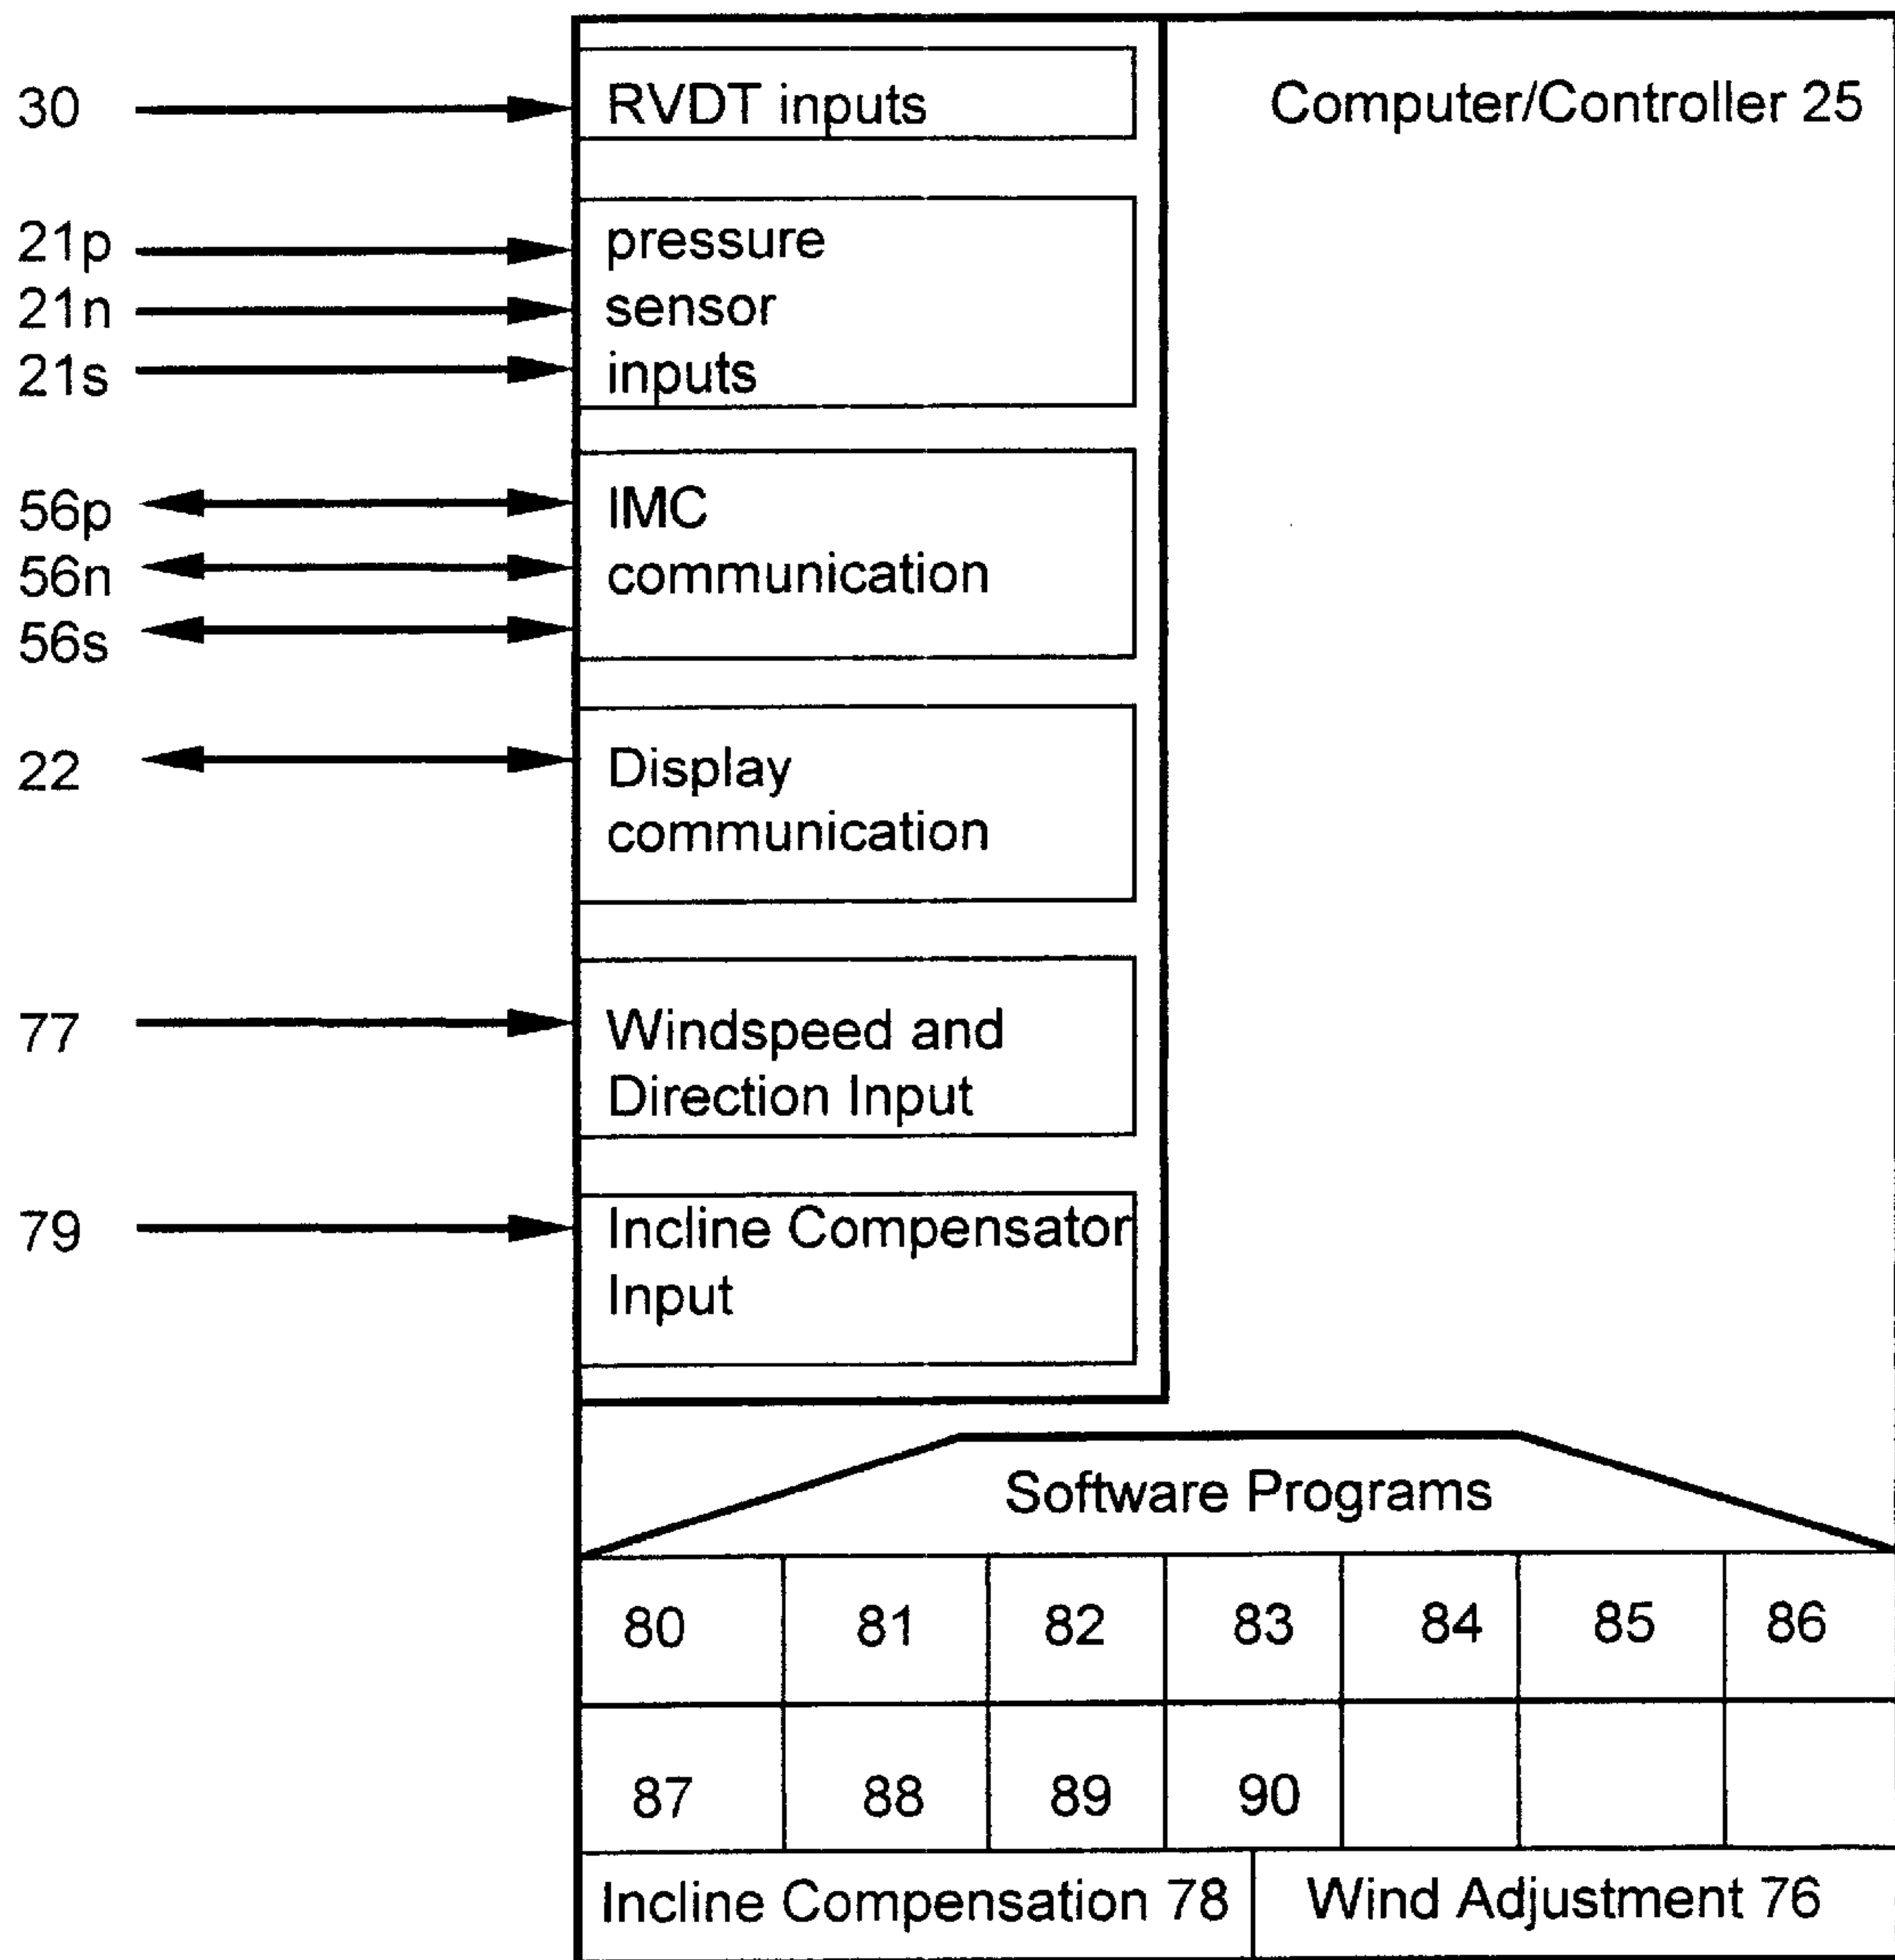 30 RVDT inputs Computer/Controller 25
21p pressure
21n sensor
21s inputs
56p IMC
56n communication
56s
22 Display
communication
77 Windspeed and
Direction Input
79 Incline Compensator
Input
Software Programs
80 81 82 83 84 85 86
87 88 89 90
Incline Compensation 78 Wind Adjustment 76